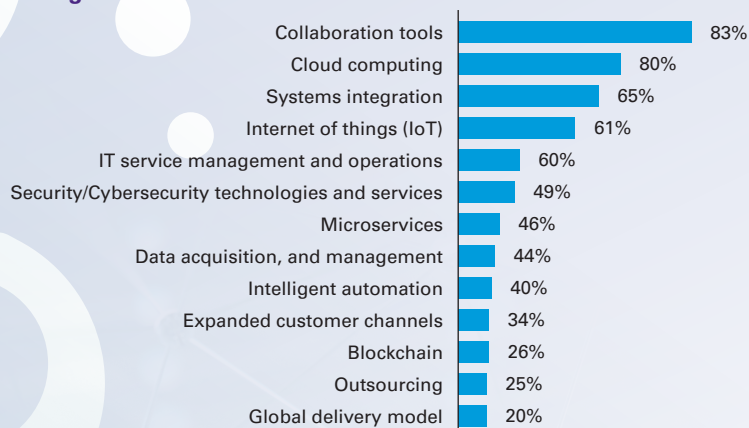 Collaboration tools 83%
Cloud computing 80%
Systems integration 65%
Internet of things (IoT) 61%
IT service management and operations 60%
Security/Cybersecurity technologies and services 49%
Microservices 46%
Data acquisition, and management 44%
Intelligent automation 40%
Expanded customer channels 34%
Blockchain 26%
Outsourcing 25%
Global delivery model 20%